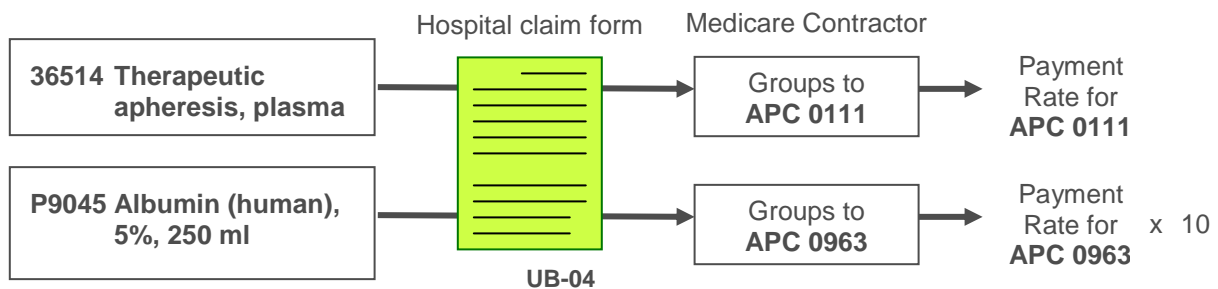 Hospital claim form
Medicare Contractor
36514 Therapeutic
apheresis, plasma
Groups to
APC 0111
Payment
Rate for
APC 0111
P9045 Albumin (human),
5%, 250 ml
Groups to
APC 0963
Payment
Rate for x 10
APC 0963
UB-04